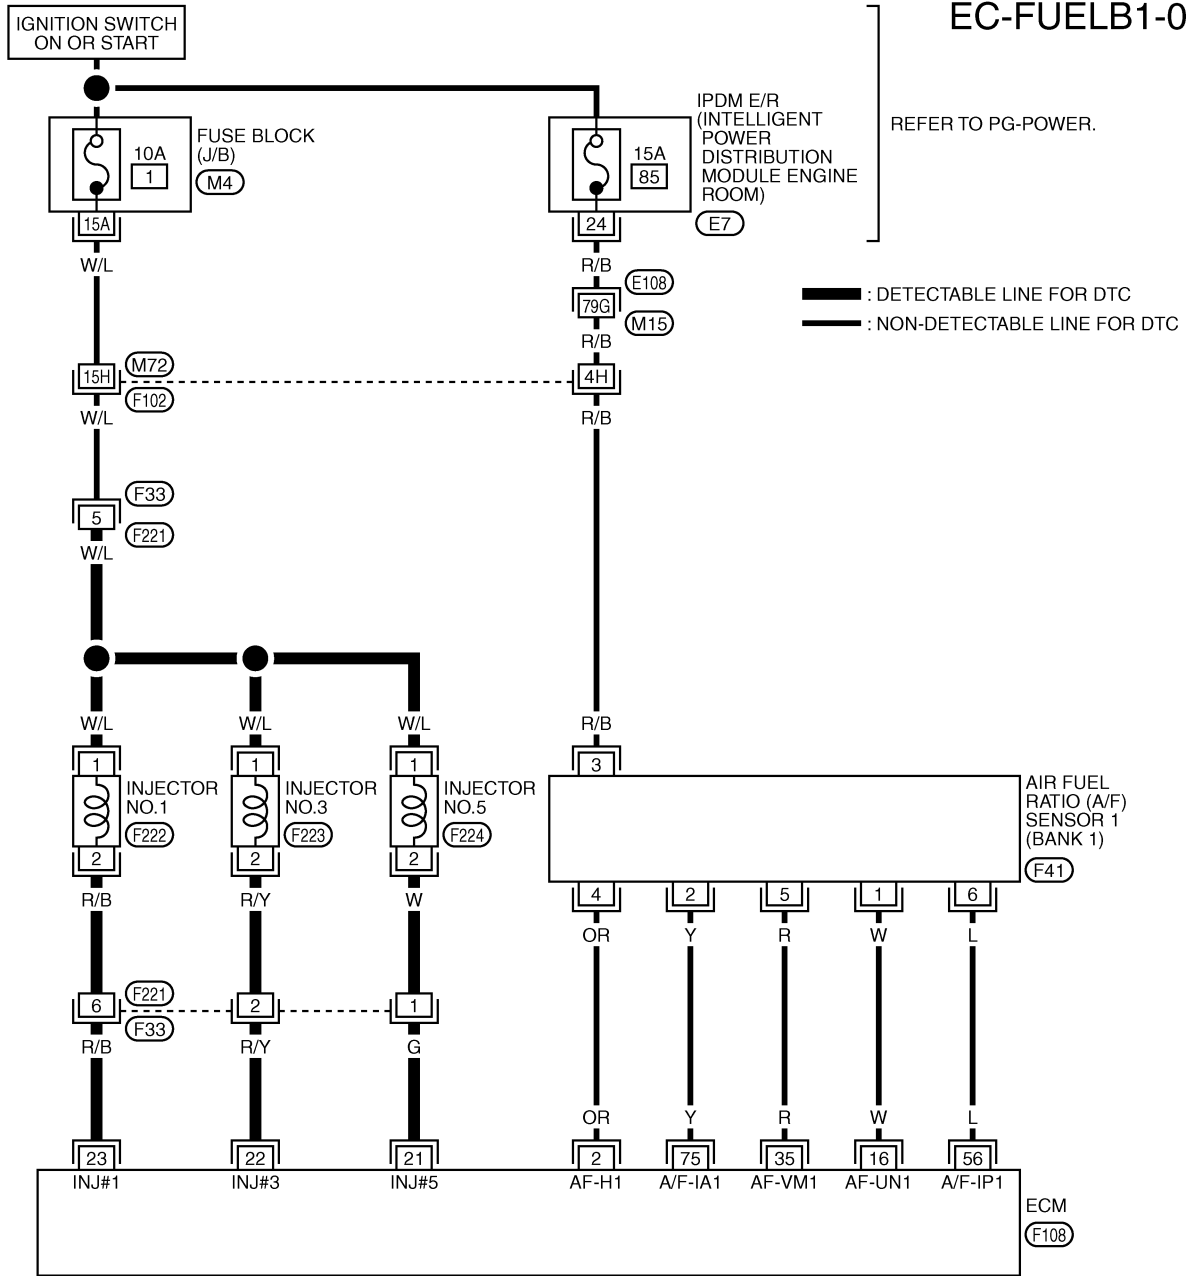 EC-FUELB1-0
IGNITION SWITCH
ON OR START
FUSE BLOCK
(J/B)
10A
1
M4
15A
IPDM E/R
(INTELLIGENT
POWER
DISTRIBUTION
MODULE ENGINE
ROOM)
15A
85
E7
24
REFER TO PG-POWER.
: DETECTABLE LINE FOR DTC
: NON-DETECTABLE LINE FOR DTC
W/L
R/B
E108
79G
M15
R/B
15H
M72
F102
4H
W/L
R/B
F33
5
F221
W/L
W/L
W/L
W/L
R/B
1
1
1
3
INJECTOR
NO.1
F222
INJECTOR
NO.3
F223
INJECTOR
NO.5
F224
AIR FUEL
RATIO (A/F)
SENSOR 1
(BANK 1)
F41
2
2
2
4
2
5
1
6
R/B
R/Y
W
OR
Y
R
W
L
6
F221
F33
2
1
R/B
R/Y
G
OR
Y
R
W
L
23
22
21
2
75
35
16
56
INJ#1
INJ#3
INJ#5
AF-H1
A/F-IA1
AF-VM1
AF-UN1
A/F-IP1
ECM
F108